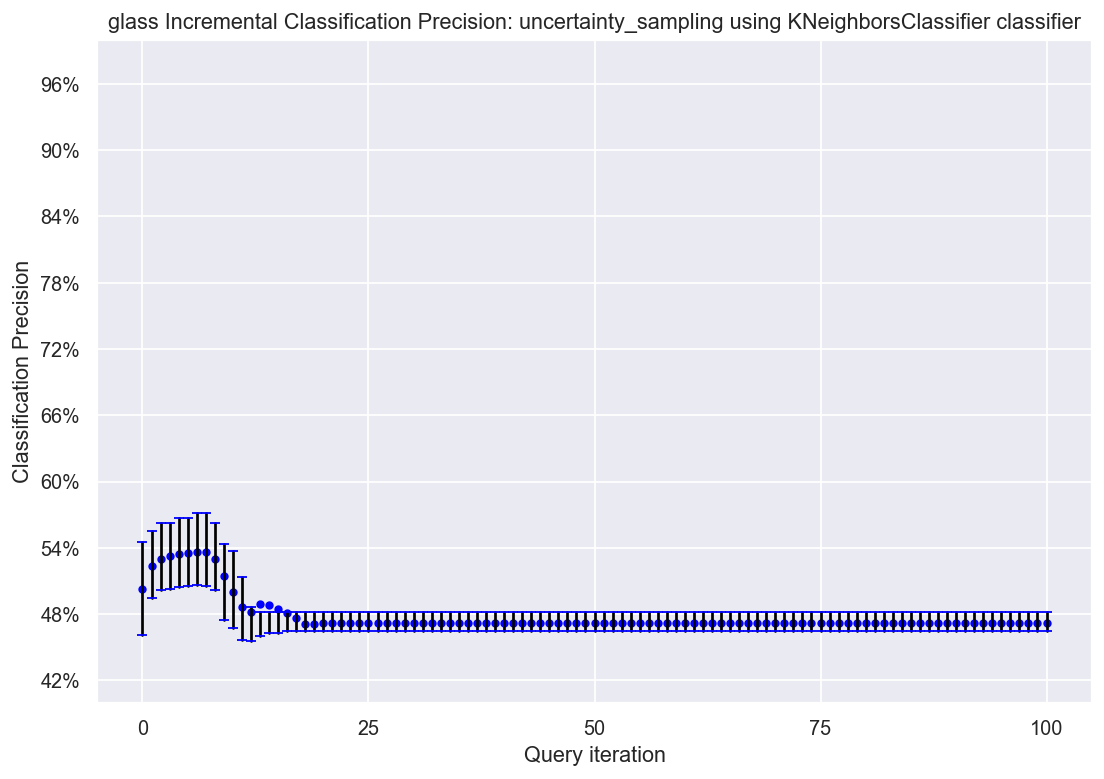 glass Incremental Classification Precision: uncertainty_sampling using KNeighborsClassifier classifier
96%
90%
84%
78%
72%
66%
60%
54%
48%
42%
Classification Precision
0 25 50 75 100
Query iteration